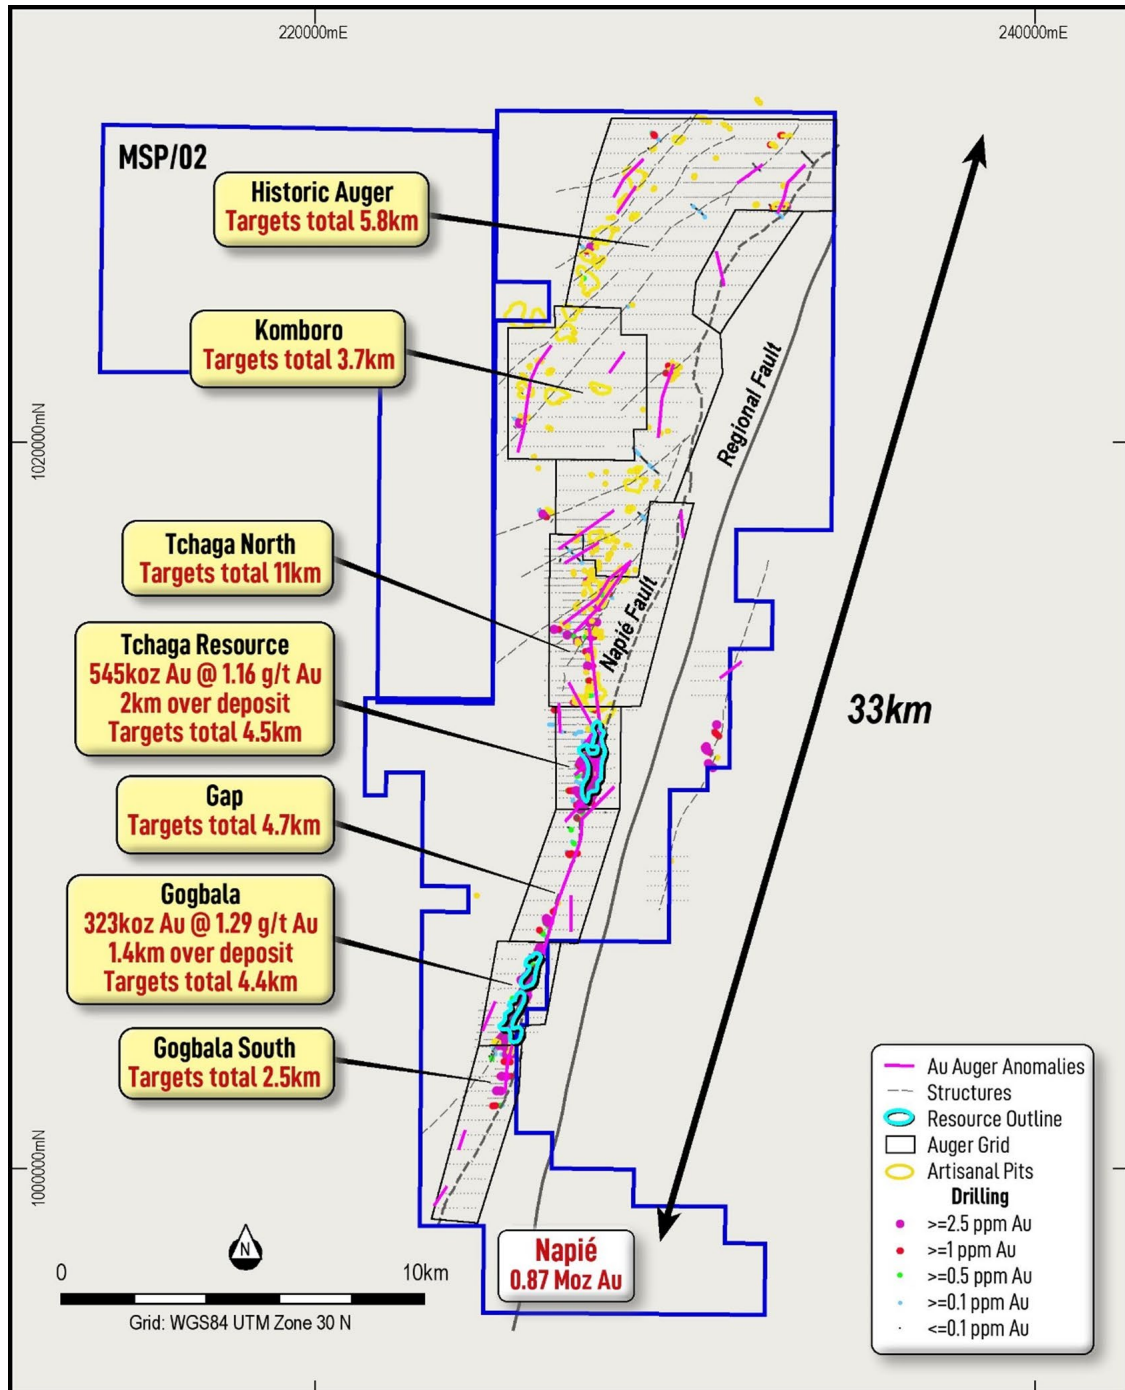 220000mE
240000mE
MSP/02
Historic Auger
Targets total 5.8km
Komboro
Targets total 3.7km
Regional Fault
1020000mN
Tchaga North
Targets total 11km
Napié Fault
Tchaga Resource
545koz Au @ 1.16 g/t Au
2km over deposit
Targets total 4.5km
33km
Gap
Targets total 4.7km
Gogbala
323koz Au @ 1.29 g/t Au
1.4km over deposit
Targets total 4.4km
Gogbala South
Targets total 2.5km
1000000mN
Au Auger Anomalies
Structures
Resource Outline
Auger Grid
Artisanal Pits
Drilling
>=2.5 ppm Au
>=1 ppm Au
>=0.5 ppm Au
>=0.1 ppm Au
<=0.1 ppm Au
Napié
0.87 Moz Au
N
0 10km
Grid: WGS84 UTM Zone 30 N